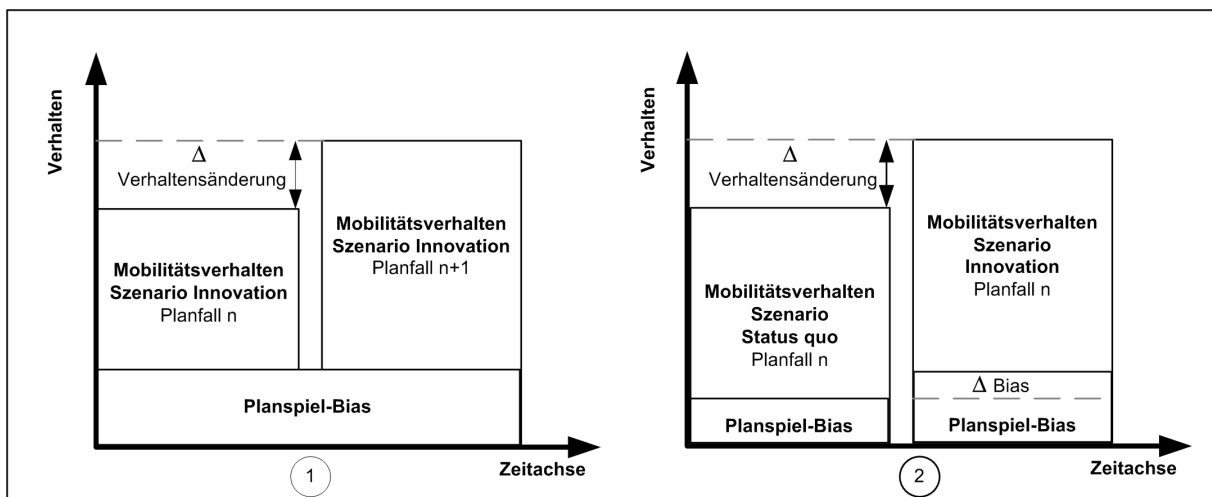 Verhalten
Δ
Verhaltensänderung
Mobilitätsverhalten
Szenario Innovation
Planfall n
Mobilitätsverhalten
Szenario Innovation
Planfall n+1
Planspiel-Bias
Zeitachse
1
Verhalten
Δ
Verhaltensänderung
Mobilitätsverhalten
Szenario
Status quo
Planfall n
Mobilitätsverhalten
Szenario
Innovation
Planfall n
Δ Bias
Planspiel-Bias
Planspiel-Bias
Zeitachse
2